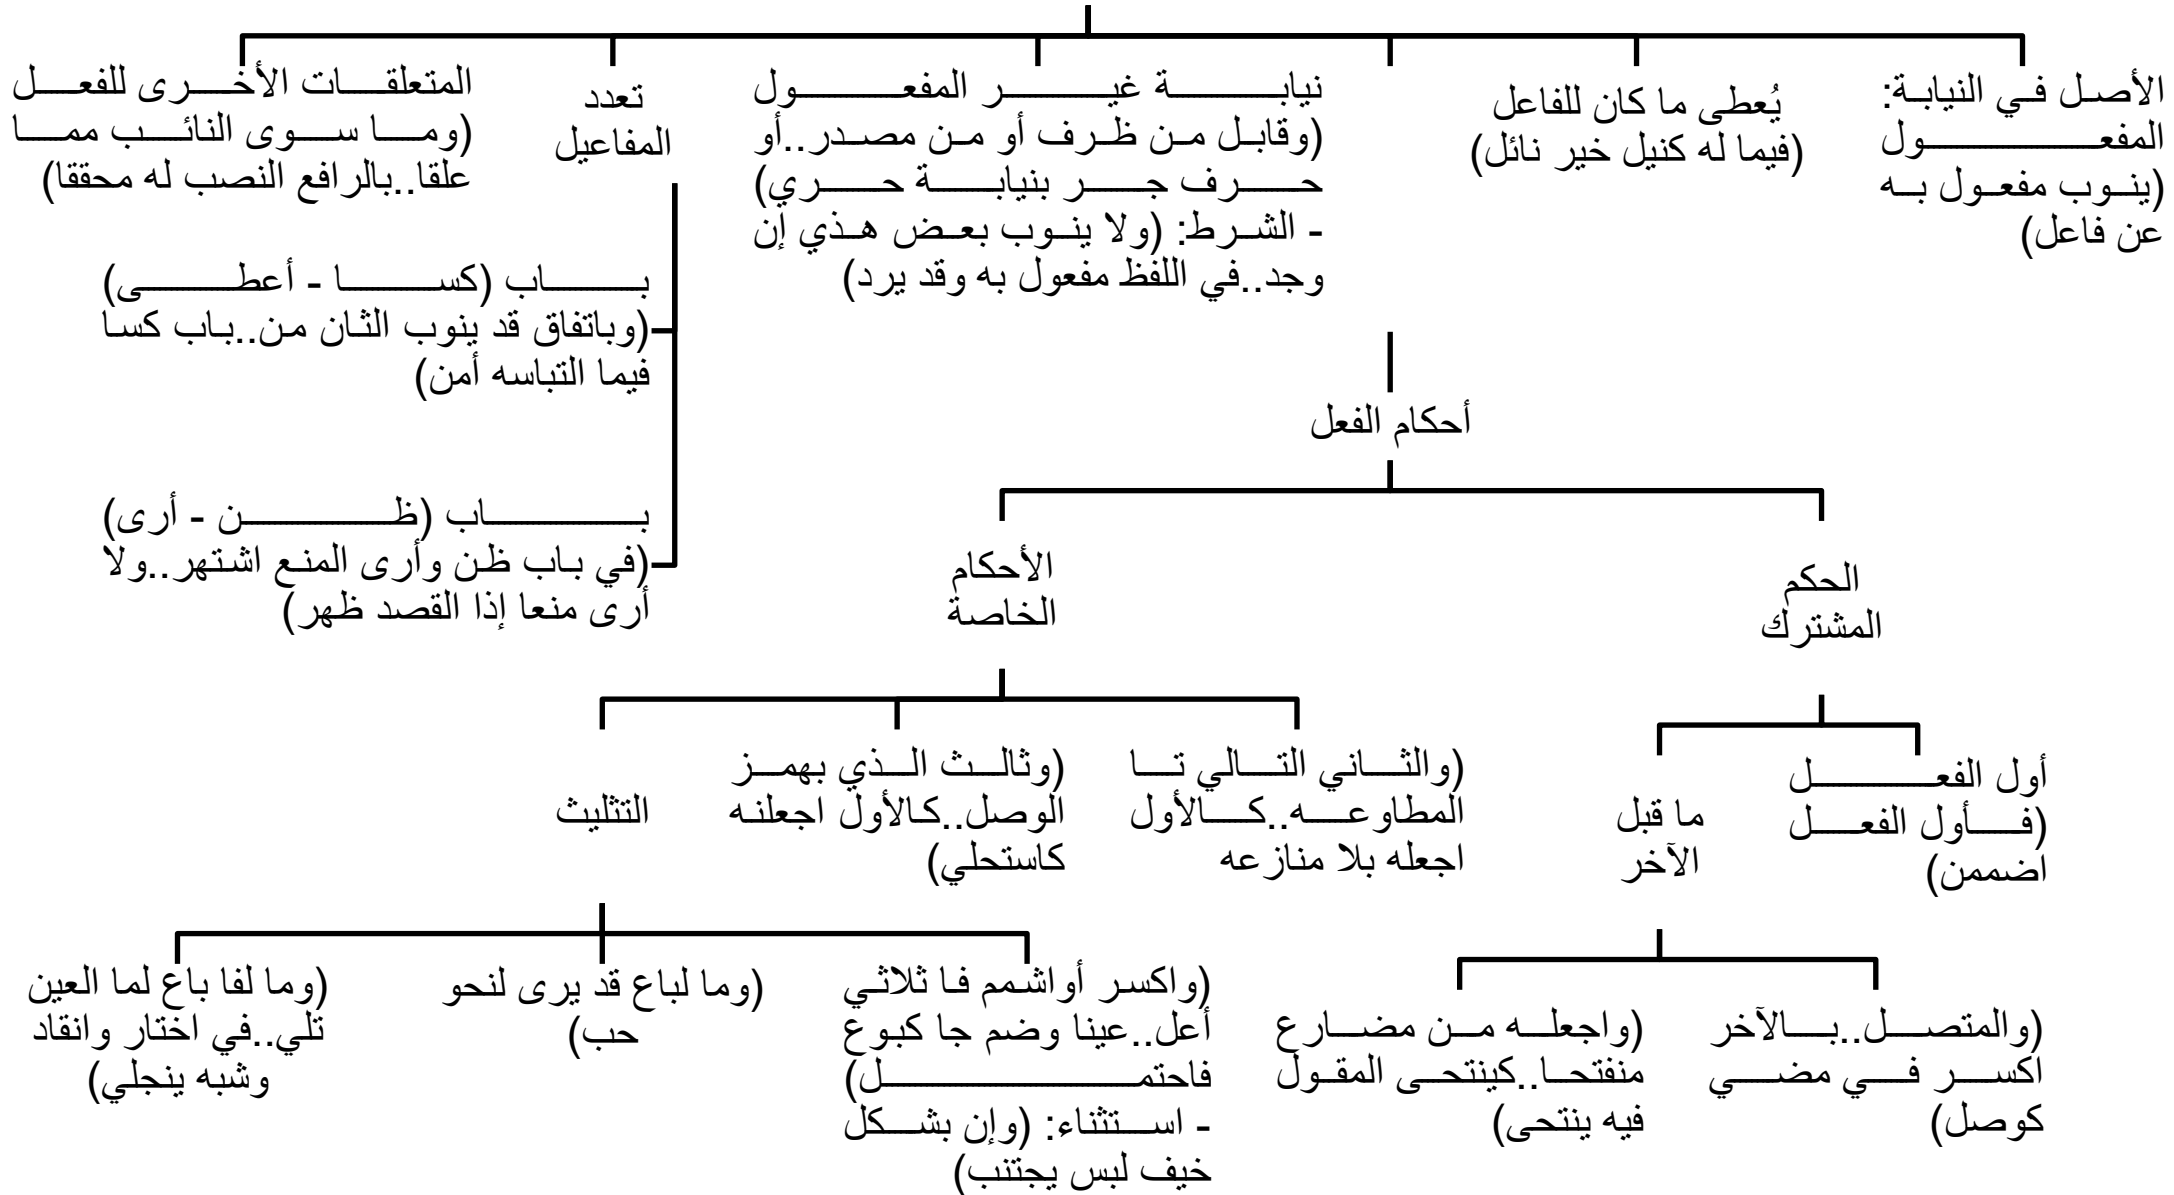 الأصل في النيابة:
المفعول
(ينوب مفعول به
عن فاعل)
يُعطى ما كان للفاعل
(فيما له كنيل خير نائل)
نيابة غير المفعول
(وقابل من ظرف أو من مصدر..أو
حرف جر بنيابة حري)
- الشرط: (ولا ينوب بعض هذي إن
وجد..في اللفظ مفعول به وقد يرد)
تعدد
المفاعيل
المتعلقات الأخرى للفعل
(وما سوى النائب مما
علقا..بالرافع النصب له محققا)
باب (كسا - أعطى)
(وباتفاق قد ينوب الثان من..باب كسا
فيما التباسه أمن)
باب (ظن - أرى)
(في باب ظن وأرى المنع اشتهر..ولا
أرى منعا إذا القصد ظهر)
أحكام الفعل
الحكم
المشترك
الأحكام
الخاصة
أول الفعل
(فأول الفعل
اضممن)
ما قبل
الآخر
(والثاني التالي تا
المطاوعه..كالأول
اجعله بلا منازعه
(وثالث الذي بهمز
الوصل..كالأول اجعلنه
كاستحلي)
التثليث
(والمتصل..بالآخر
اكسر في مضي
كوصل)
(واجعله من مضارع
منفتحا..كينتحى المقول
فيه ينتحى)
(واكسر أواشمم فا ثلاثي
أعل..عينا وضم جا كبوع
فاحتمل)
- استثناء: (وإن بشكل
خيف لبس يجتنب)
(وما لباع قد يرى لنحو
حب)
(وما لفا باع لما العين
تلي..في اختار وانقاد
وشبه ينجلي)